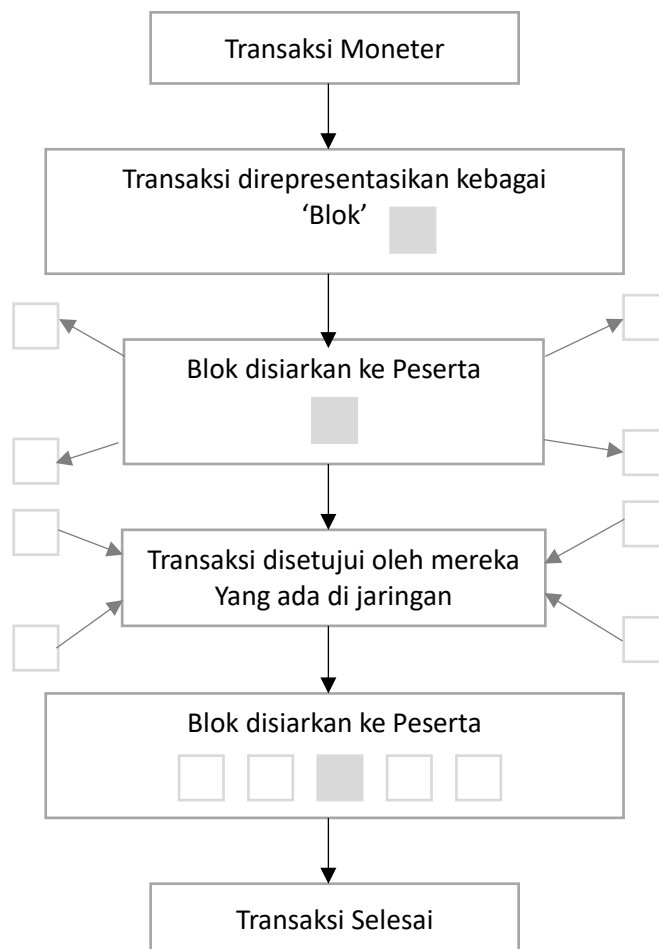 Transaksi Moneter
Transaksi direpresentasikan kebagai
‘Blok’
Blok disiarkan ke Peserta
Transaksi disetujui oleh mereka
Yang ada di jaringan
Blok disiarkan ke Peserta
Transaksi Selesai